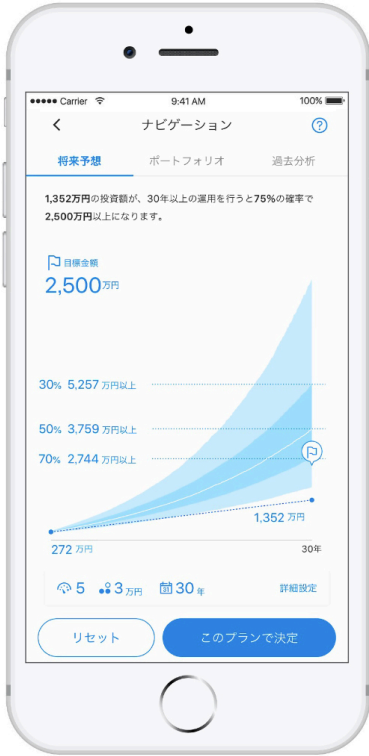 Carrier 9:41 AM 100%
ナビゲーション ?
将来予想 ポートフォリオ 過去分析
1,352万円の投資額が、30年以上の運用を行うと75%の確率で
2,500万円以上になります。
目標金額
2,500万円
30% 5,257 万円以上
50% 3,759 万円以上
70% 2,744 万円以上
1,352 万円
272 万円 30年
5 3万円 31 30年 詳細設定
リセット このプランで決定